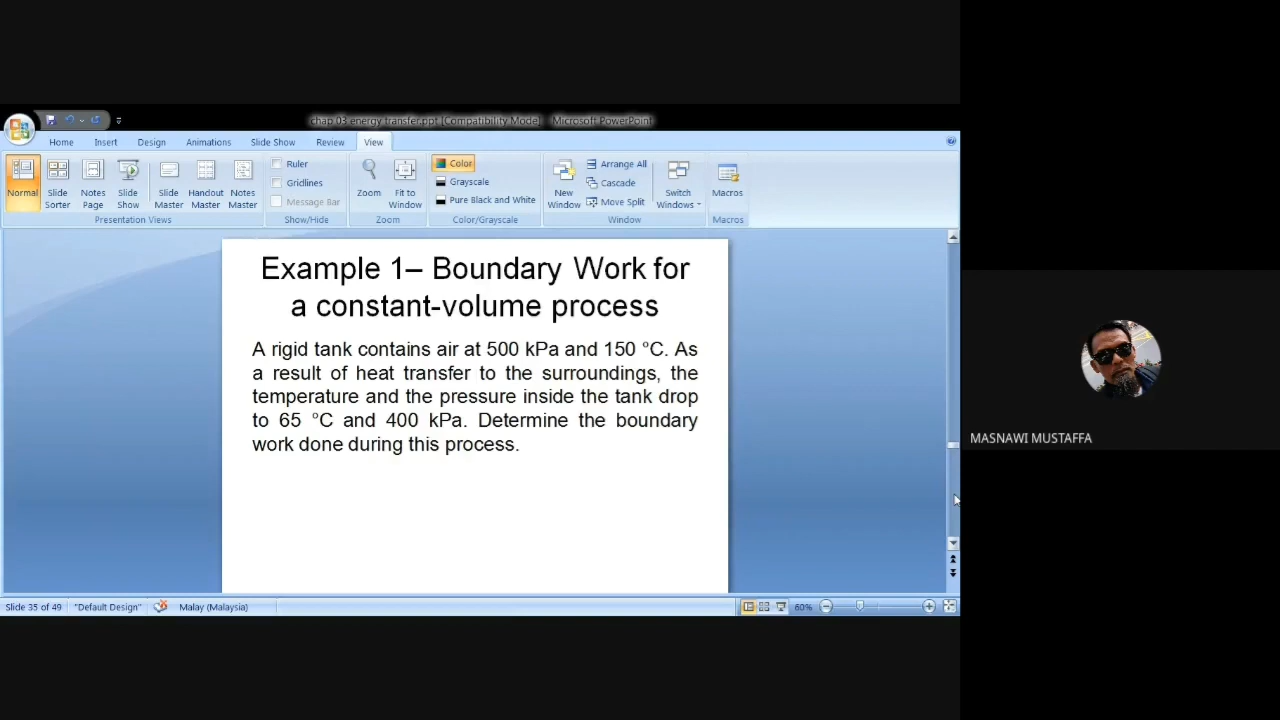 chap 03 energy transfer.ppt [Compatibility Mode] - Microsoft PowerPoint
Home Insert Design Animations Slide Show Review View
Normal Slide Sorter Notes Page Slide Show Slide Master Handout Master Notes Master
Presentation Views
Ruler
Gridlines
Message Bar
Show/Hide
Zoom Fit to Window
Zoom
Color
Grayscale
Pure Black and White
Color/Grayscale
New Window
Arrange All
Cascade
Move Split
Switch Windows
Window
Macros
Macros
Example 1– Boundary Work for
a constant-volume process
A rigid tank contains air at 500 kPa and 150 °C. As
a result of heat transfer to the surroundings, the
temperature and the pressure inside the tank drop
to 65 °C and 400 kPa. Determine the boundary
work done during this process.
MASNAWI MUSTAFFA
Slide 35 of 49 "Default Design" Malay (Malaysia) 60%